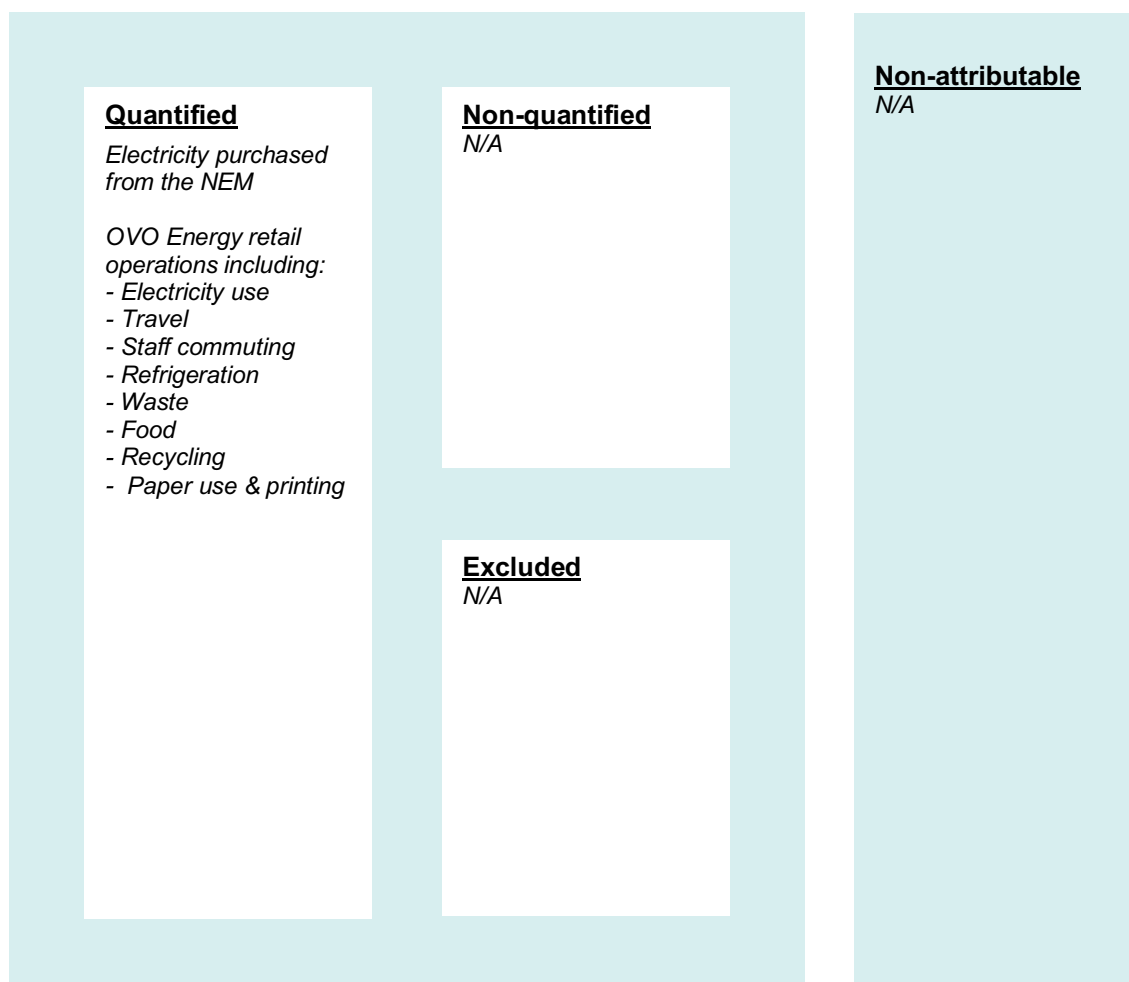 Quantified
Electricity purchased
from the NEM
OVO Energy retail
operations including:
- Electricity use
- Travel
- Staff commuting
- Refrigeration
- Waste
- Food
- Recycling
-  Paper use & printing
Non-quantified
N/A
Excluded
N/A
Non-attributable
N/A